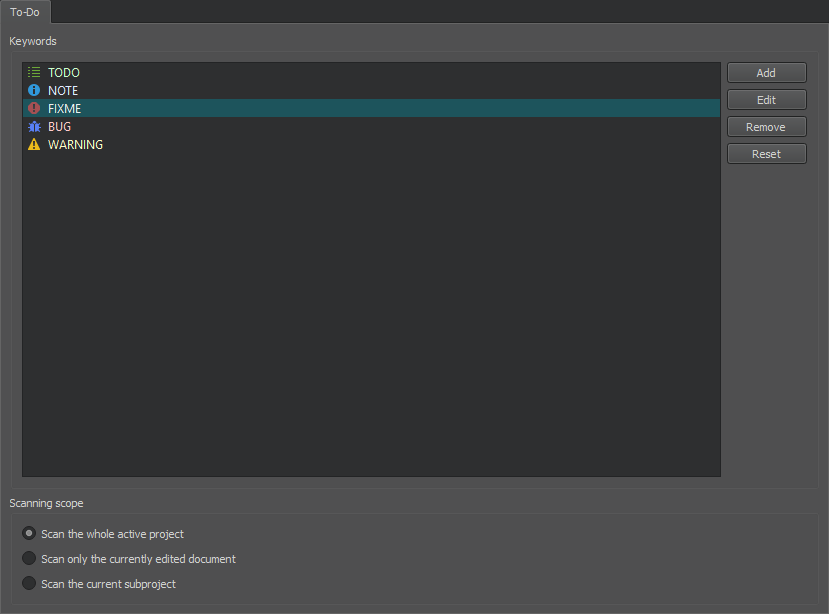 To-Do
Keywords
TODO
NOTE
FIXME
BUG
WARNING
Add
Edit
Remove
Reset
Scanning scope
Scan the whole active project
Scan only the currently edited document
Scan the current subproject